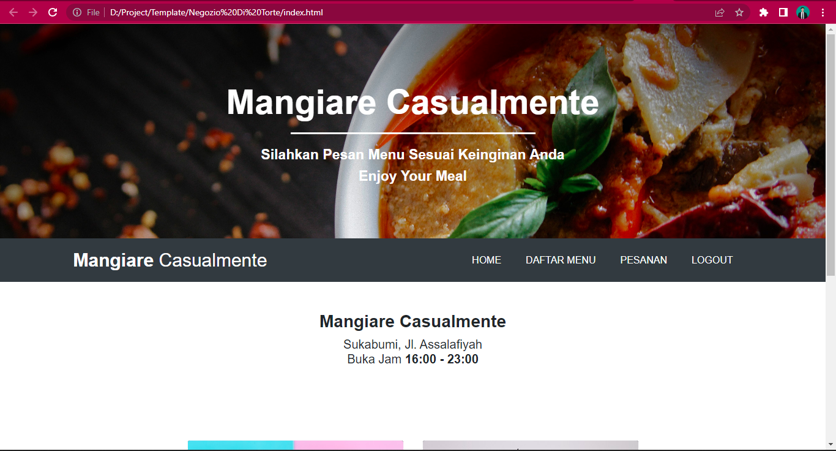 File | D:/Project/Template/Negozio%20Di%20Torte/index.html
Mangiare Casualmente
Silahkan Pesan Menu Sesuai Keinginan Anda
Enjoy Your Meal
Mangiare Casualmente HOME DAFTAR MENU PESANAN LOGOUT
Mangiare Casualmente
Sukabumi, Jl. Assalafiyah
Buka Jam 16:00 - 23:00